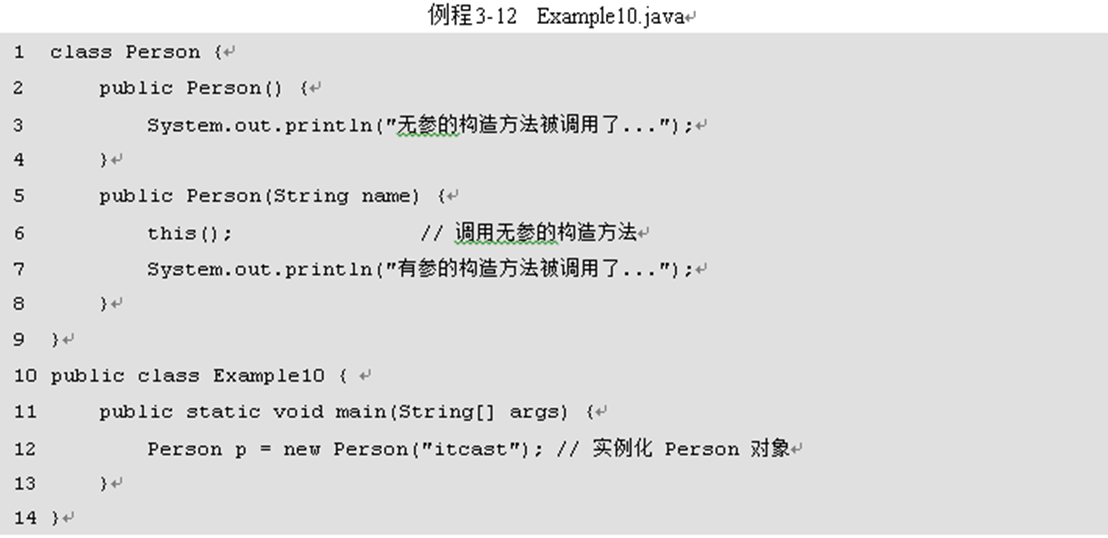 例程3-12 Example10.java↵
1 class Person {↵
2     public Person() {↵
3         System.out.println("无参的构造方法被调用了...");↵
4     }↵
5     public Person(String name) {↵
6         this();                // 调用无参的构造方法↵
7         System.out.println("有参的构造方法被调用了...");↵
8     }↵
9 }↵
10 public class Example10 { ↵
11     public static void main(String[] args) {↵
12         Person p = new Person("itcast"); // 实例化 Person 对象↵
13     }↵
14 }↵